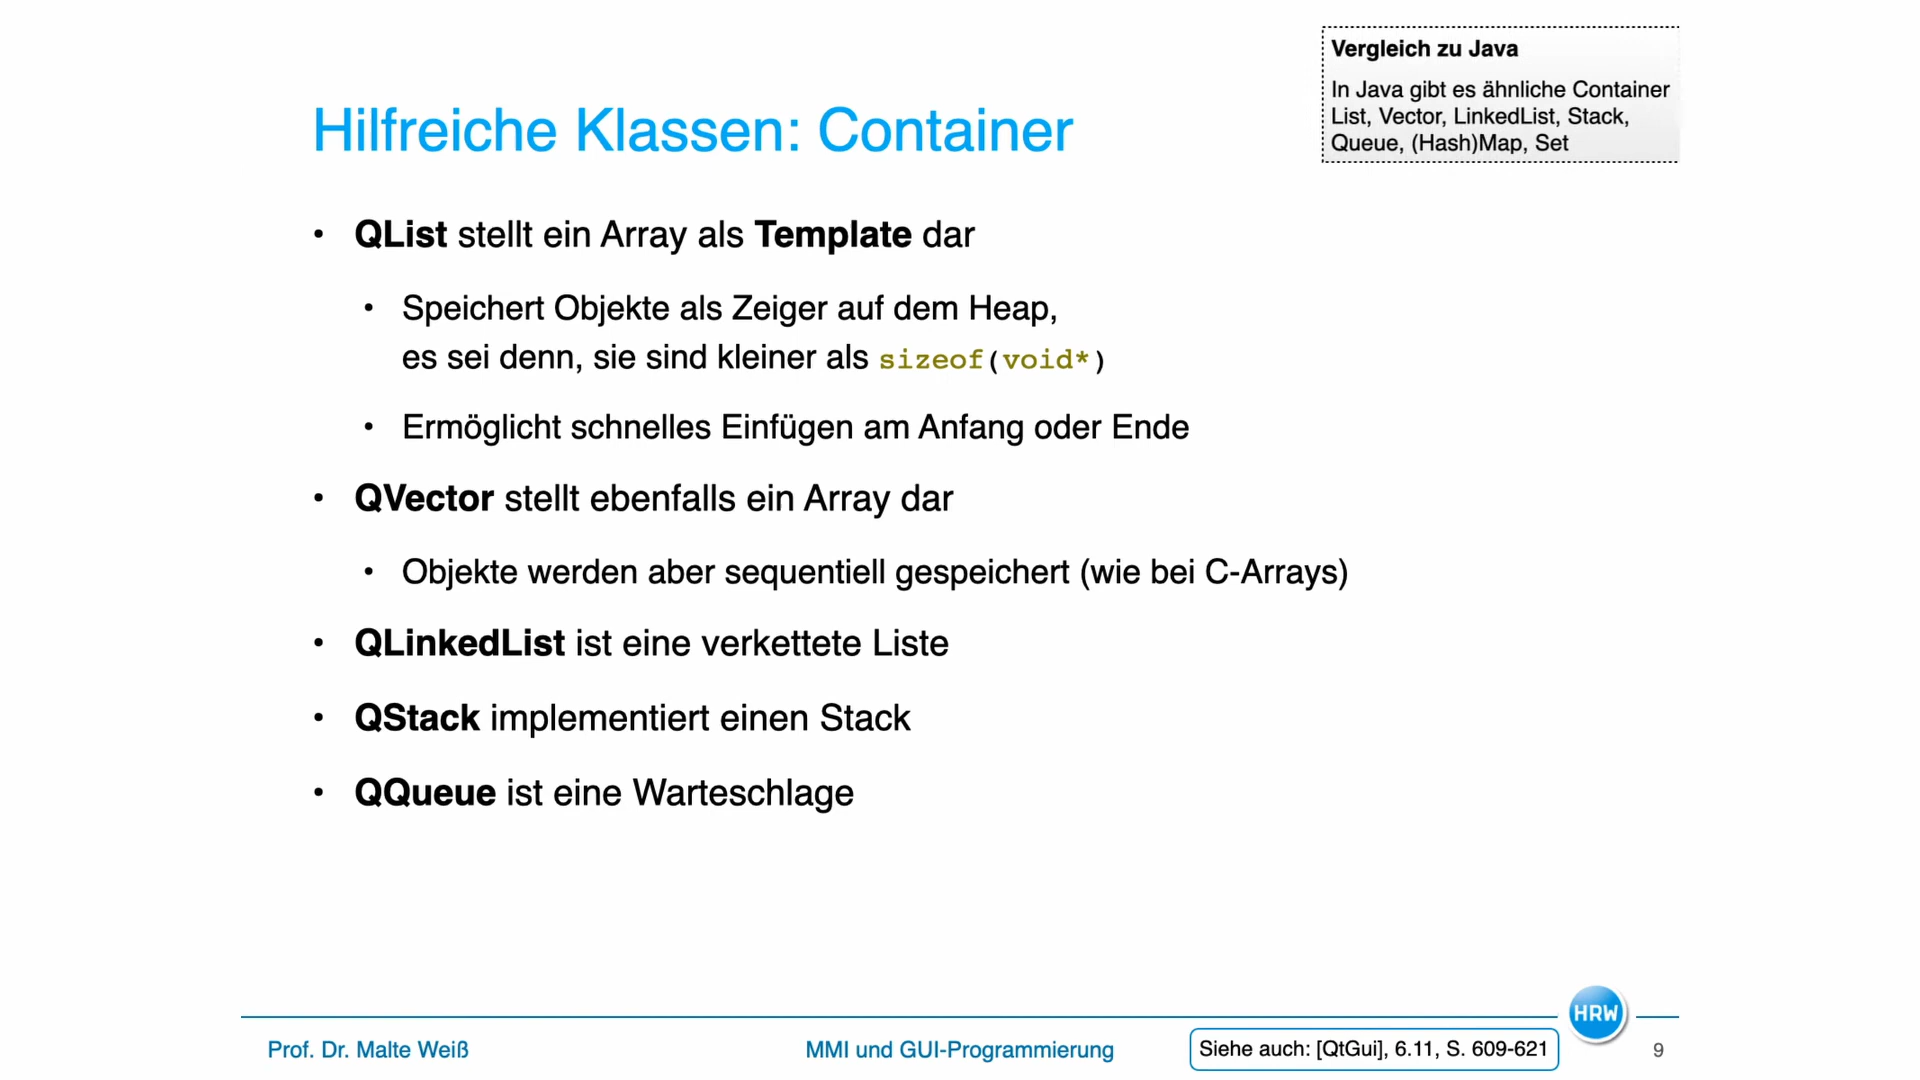 Vergleich zu Java
In Java gibt es ähnliche Container
List, Vector, LinkedList, Stack,
Queue, (Hash)Map, Set
Hilfreiche Klassen: Container
• QList stellt ein Array als Template dar
• Speichert Objekte als Zeiger auf dem Heap,
es sei denn, sie sind kleiner als sizeof(void*)
• Ermöglicht schnelles Einfügen am Anfang oder Ende
• QVector stellt ebenfalls ein Array dar
• Objekte werden aber sequentiell gespeichert (wie bei C-Arrays)
• QLinkedList ist eine verkettete Liste
• QStack implementiert einen Stack
• QQueue ist eine Warteschlage
HRW
Prof. Dr. Malte Weiß
MMI und GUI-Programmierung
Siehe auch: [QtGui], 6.11, S. 609-621
9